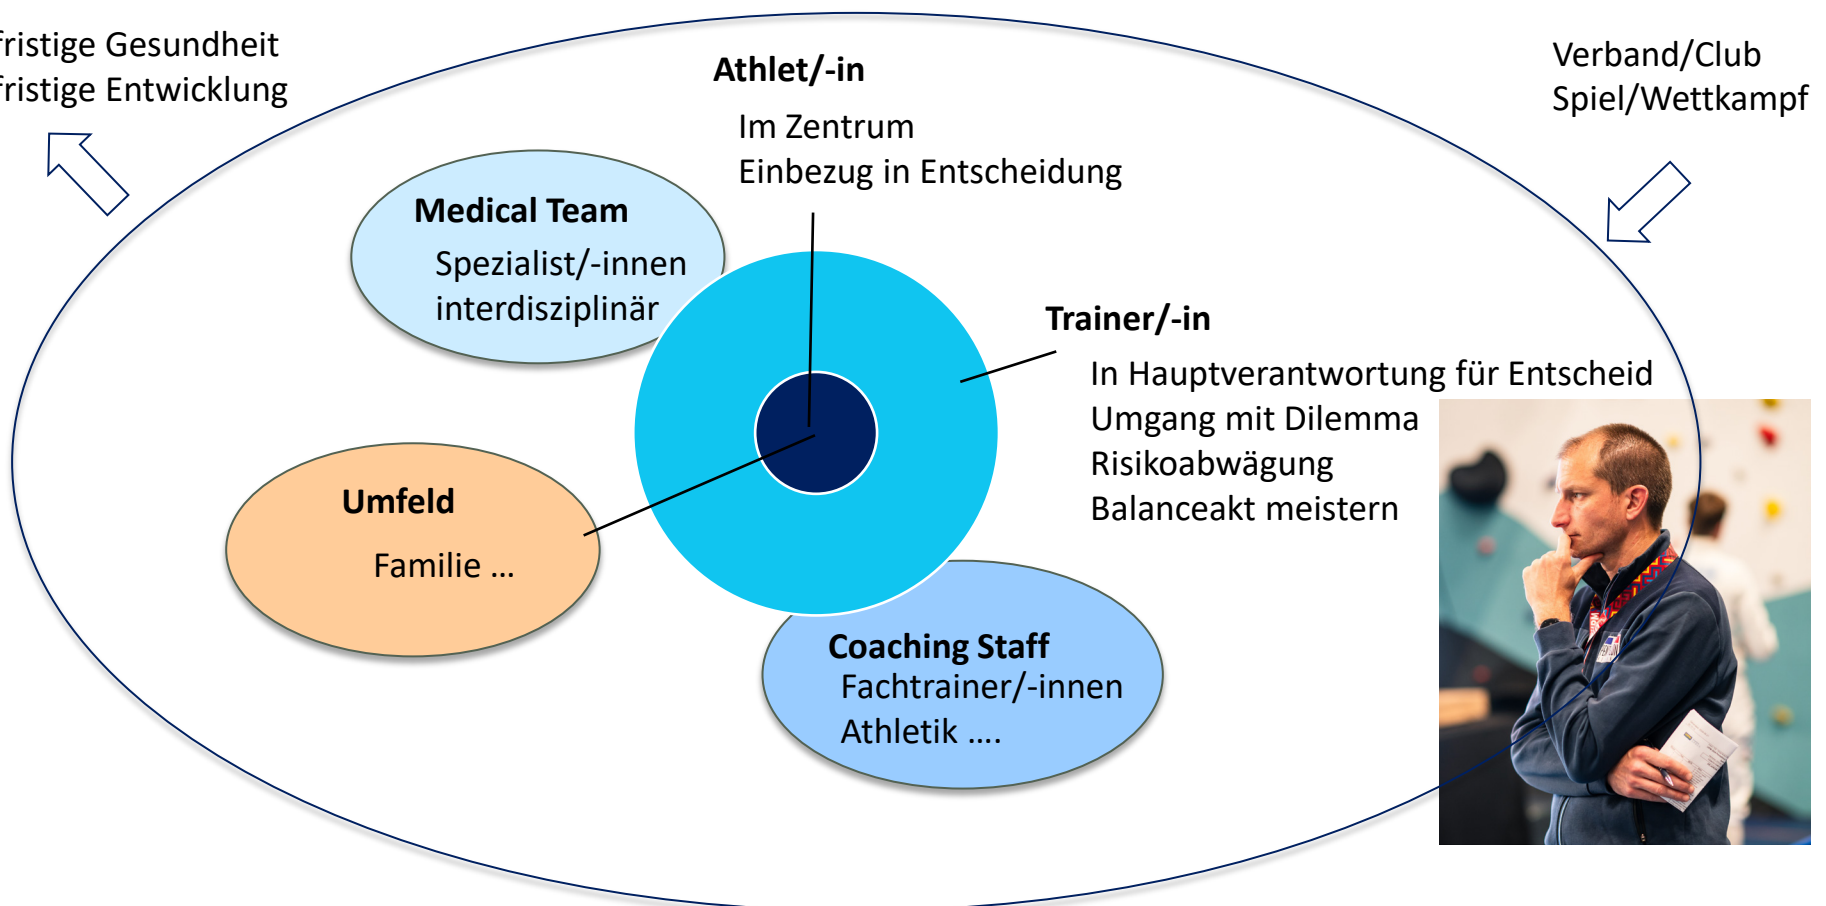 fristige Gesundheit
fristige Entwicklung
Athlet/-in
Im Zentrum
Einbezug in Entscheidung
Verband/Club
Spiel/Wettkampf
Medical Team
Spezialist/-innen
interdisziplinär
Trainer/-in
In Hauptverantwortung für Entscheid
Umgang mit Dilemma
Risikoabwägung
Balanceakt meistern
Umfeld
Familie ...
Coaching Staff
Fachtrainer/-innen
Athletik ....